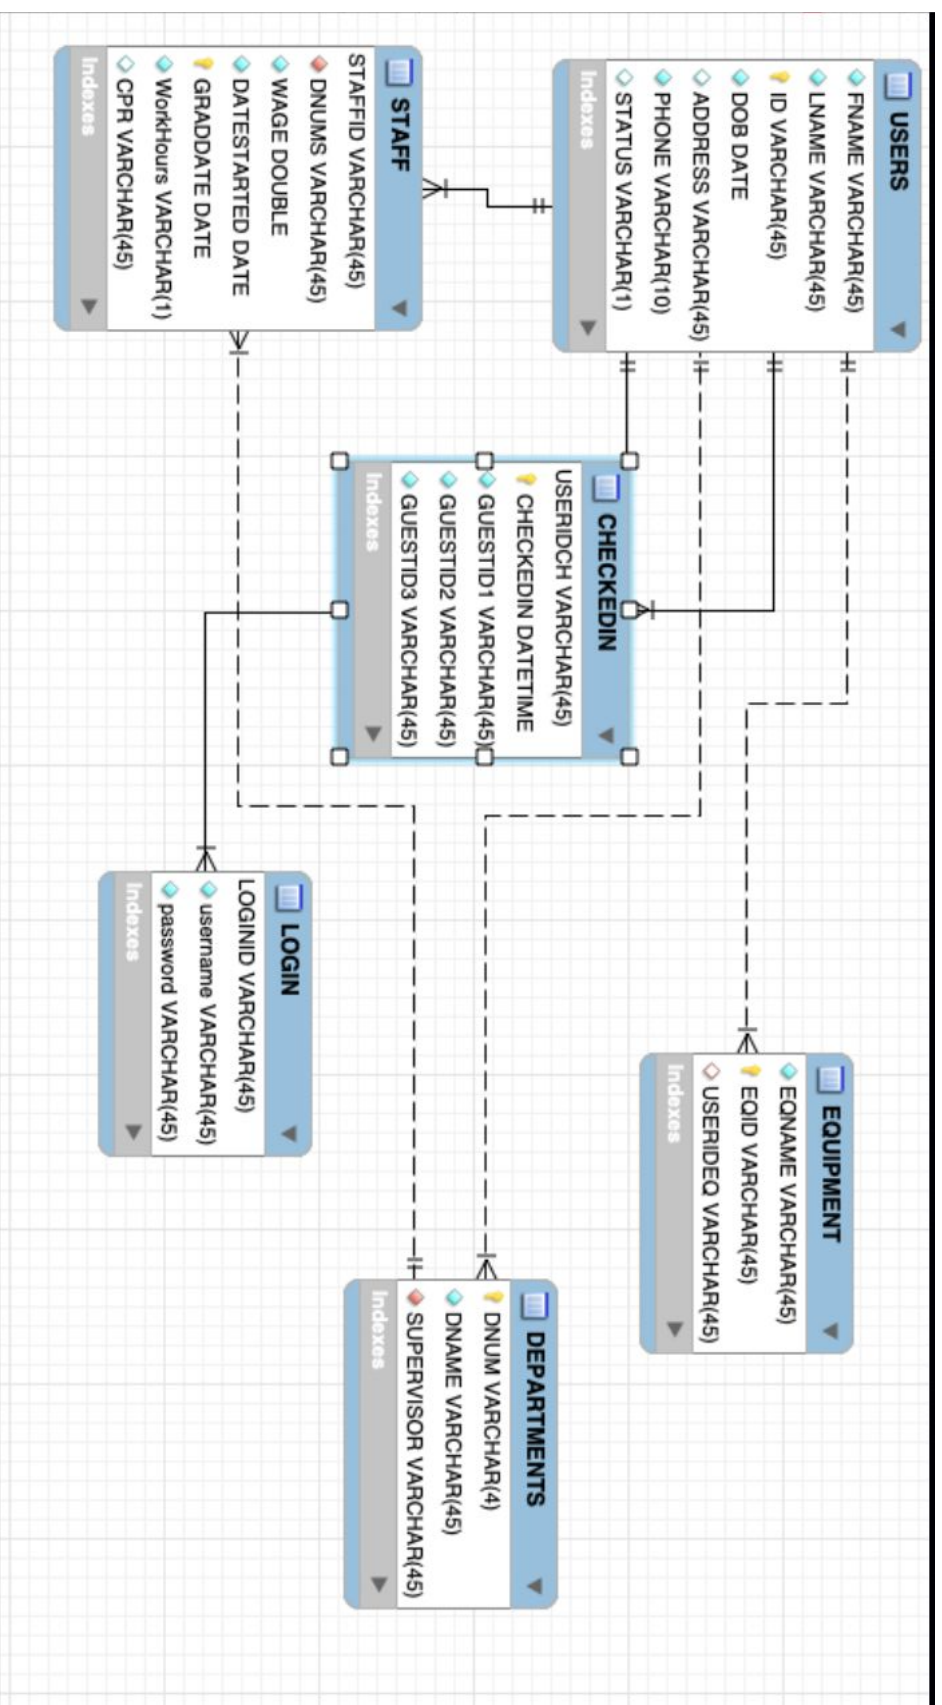 USERS
FNAME VARCHAR(45)
LNAME VARCHAR(45)
ID VARCHAR(45)
DOB DATE
ADDRESS VARCHAR(45)
PHONE VARCHAR(10)
STATUS VARCHAR(1)
Indexes
STAFF
STAFFID VARCHAR(45)
DNUMS VARCHAR(45)
WAGE DOUBLE
DATESTARTED DATE
GRADDATE DATE
WorkHours VARCHAR(1)
CPR VARCHAR(45)
Indexes
CHECKEDIN
USERIDCH VARCHAR(45)
CHECKEDIN DATETIME
GUESTID1 VARCHAR(45)
GUESTID2 VARCHAR(45)
GUESTID3 VARCHAR(45)
Indexes
LOGIN
LOGINID VARCHAR(45)
username VARCHAR(45)
password VARCHAR(45)
Indexes
EQUIPMENT
EQNAME VARCHAR(45)
EQID VARCHAR(45)
USERIDEQ VARCHAR(45)
Indexes
DEPARTMENTS
DNUM VARCHAR(4)
DNAME VARCHAR(45)
SUPERVISOR VARCHAR(45)
Indexes